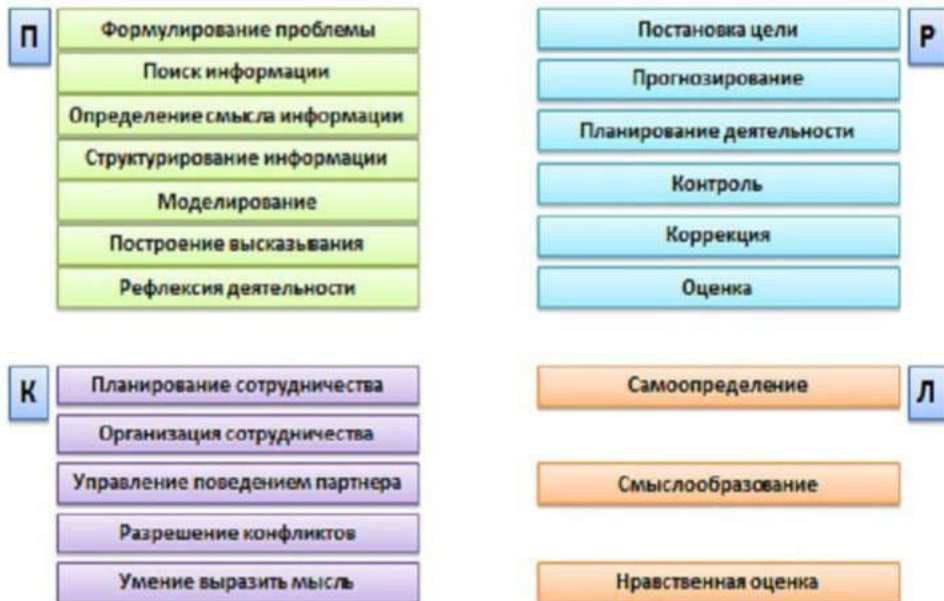 П
Формулирование проблемы
Поиск информации
Определение смысла информации
Структурирование информации
Моделирование
Построение высказывания
Рефлексия деятельности
Р
Постановка цели
Прогнозирование
Планирование деятельности
Контроль
Коррекция
Оценка
К
Планирование сотрудничества
Организация сотрудничества
Управление поведением партнера
Разрешение конфликтов
Умение выразить мысль
Л
Самоопределение
Смыслообразование
Нравственная оценка